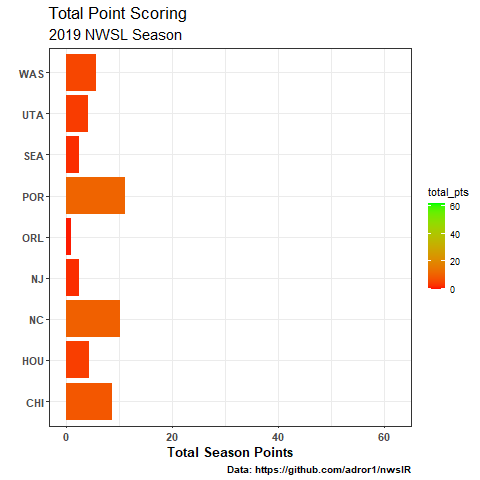 Total Point Scoring
2019 NWSL Season
WAS
UTA
SEA
POR
ORL
NJ
NC
HOU
CHI
0 20 40 60
Total Season Points
Data: https://github.com/adror1/nwslR
total_pts
60
40
20
0